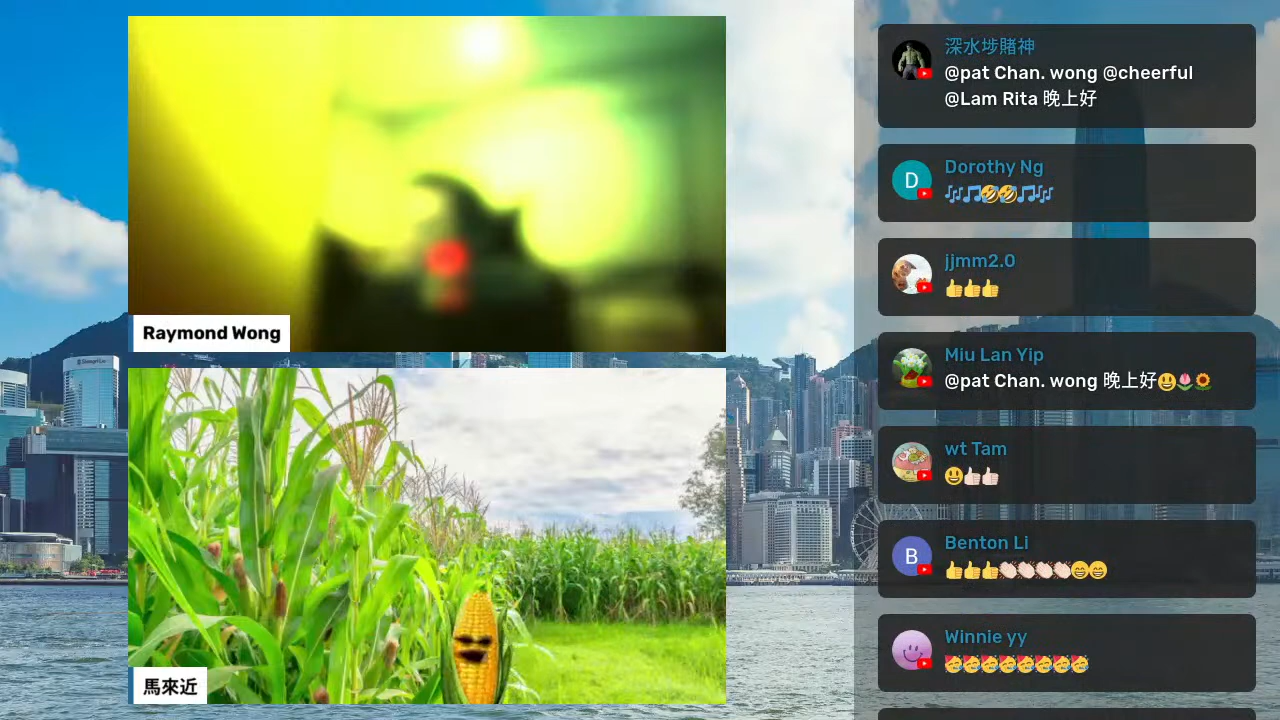 Raymond Wong
馬來近
深水埗賭神
@pat Chan. wong @cheerful
@Lam Rita 晚上好
D
Dorothy Ng
jjmm2.0
Miu Lan Yip
@pat Chan. wong 晚上好
wt Tam
B
Benton Li
Winnie yy